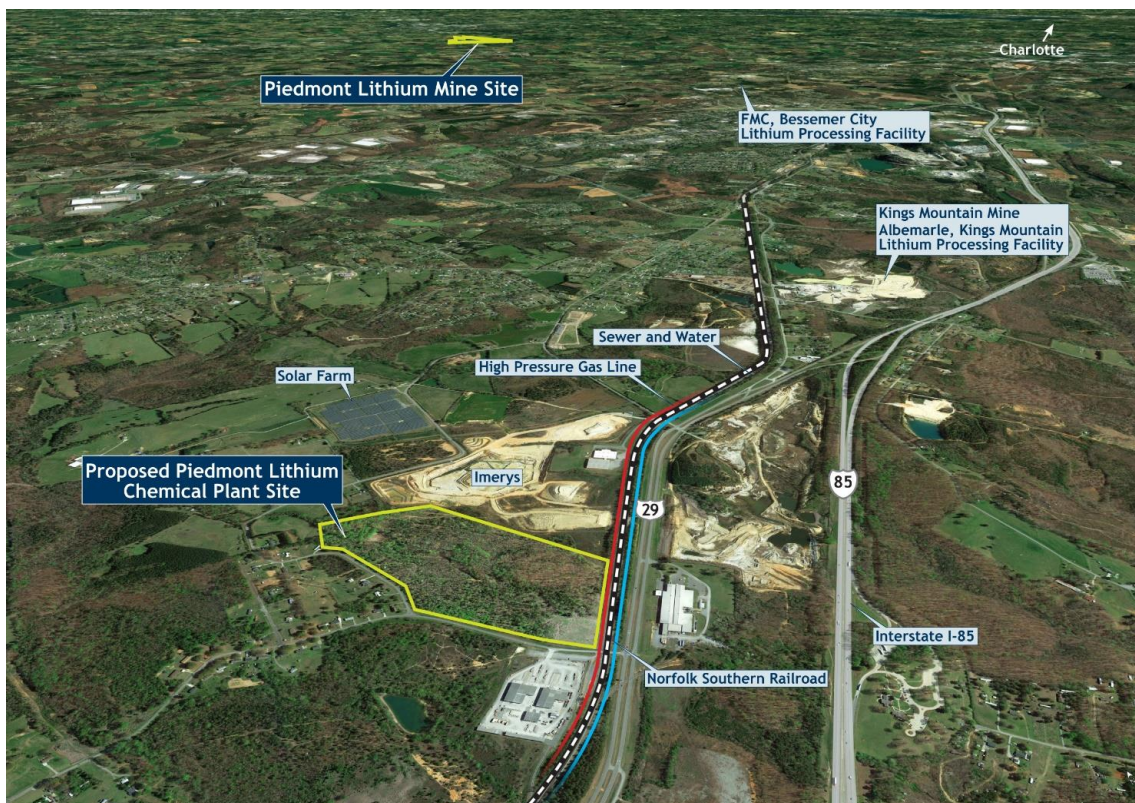 Charlotte
Piedmont Lithium Mine Site
FMC, Bessemer City
Lithium Processing Facility
Kings Mountain Mine
Albemarle, Kings Mountain
Lithium Processing Facility
Sewer and Water
High Pressure Gas Line
Solar Farm
Proposed Piedmont Lithium
Chemical Plant Site
Imerys
85
29
Interstate I-85
Norfolk Southern Railroad